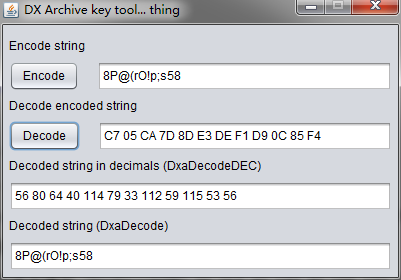 DX Archive key tool... thing
Encode string
Encode
8P@(rO!p;s58
Decode encoded string
Decode
C7 05 CA 7D 8D E3 DE F1 D9 0C 85 F4
Decoded string in decimals (DxaDecodeDEC)
56 80 64 40 114 79 33 112 59 115 53 56
Decoded string (DxaDecode)
8P@(rO!p;s58